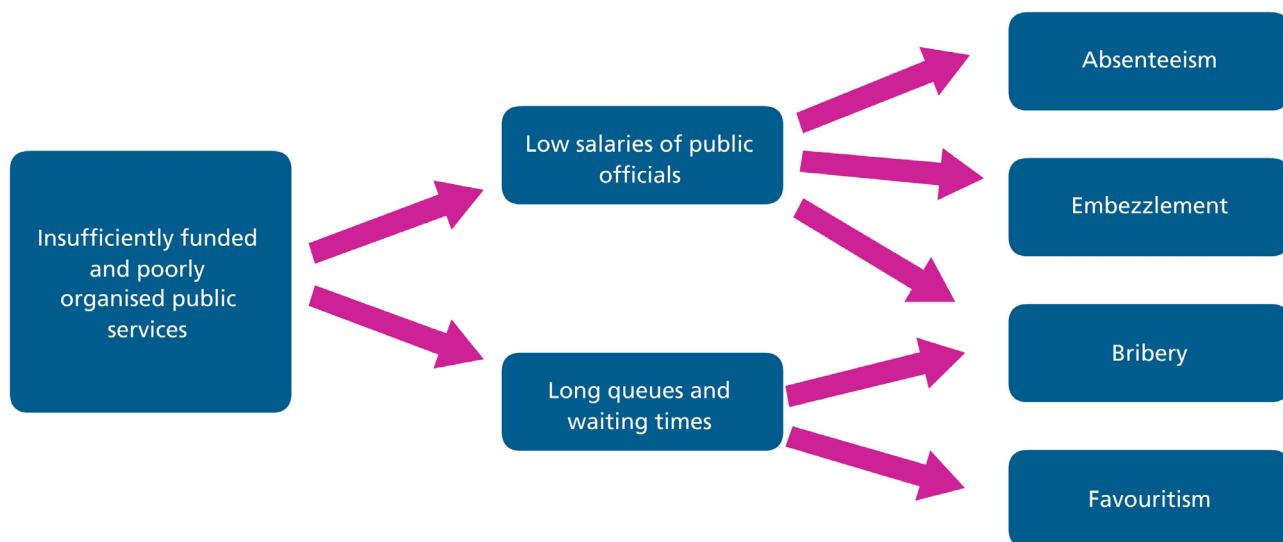 Insufficiently funded
and poorly
organised public
services
Low salaries of public
officials
Long queues and
waiting times
Absenteeism
Embezzlement
Bribery
Favouritism